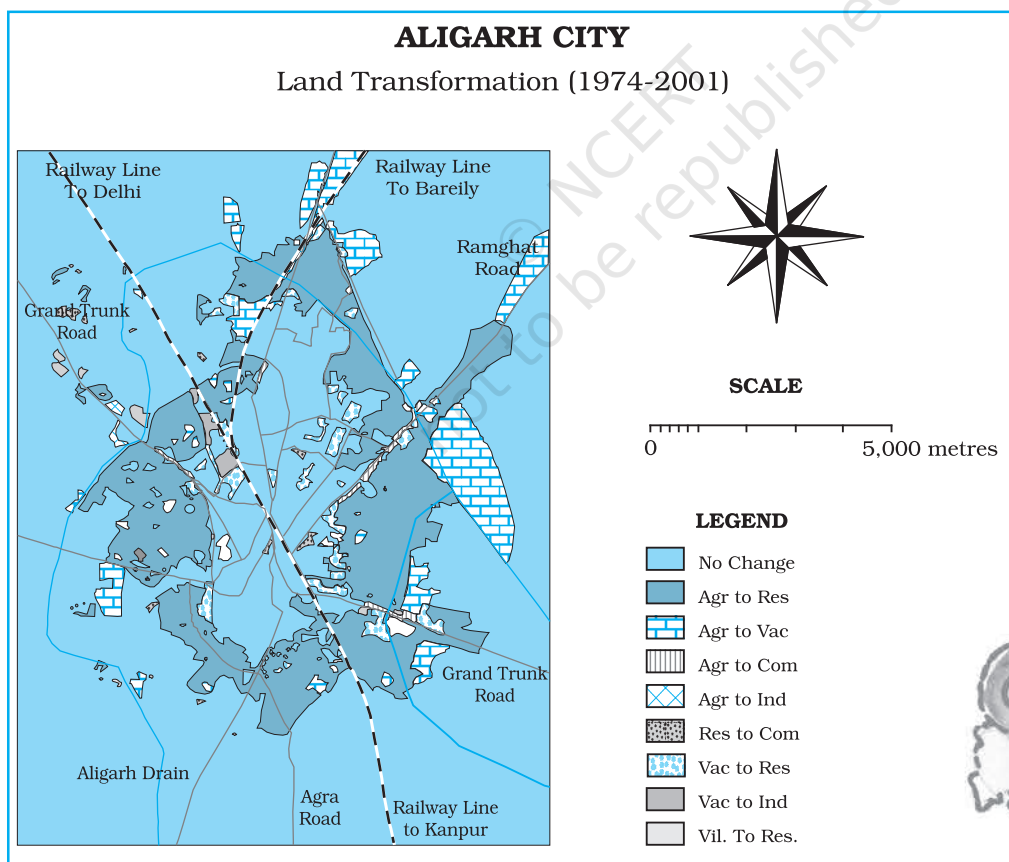 ALIGARH CITY
Land Transformation (1974-2001)
© NCERT
not to be republished
Railway Line
To Delhi
Railway Line
To Bareily
Ramghat
Road
Grand Trunk
Road
Grand Trunk
Road
Aligarh Drain
Agra
Road
Railway Line
to Kanpur
SCALE
0 5,000 metres
LEGEND
No Change
Agr to Res
Agr to Vac
Agr to Com
Agr to Ind
Res to Com
Vac to Res
Vac to Ind
Vil. To Res.